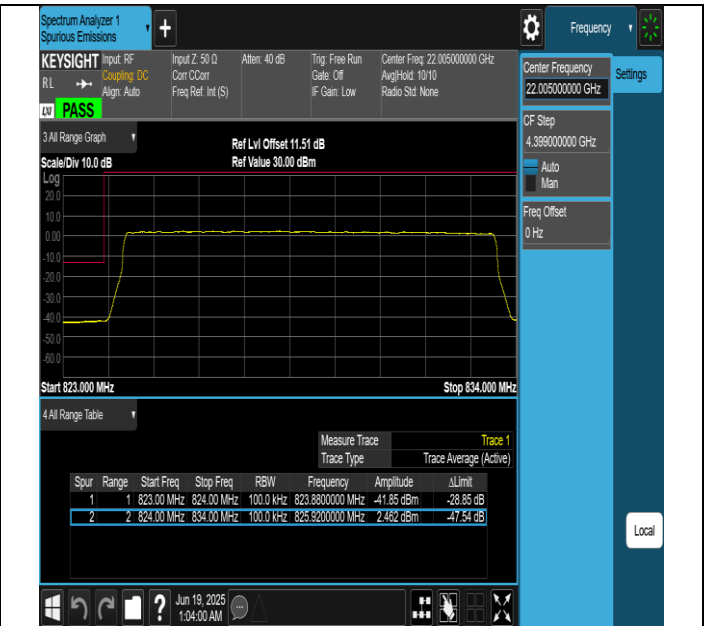 Spectrum Analyzer 1
Spurious Emissions
Frequency
KEYSIGHT
RL
LXI PASS
Input: RF
Coupling: DC
Align: Auto
Input Z: 50 Ω
Corr CCorr
Freq Ref: Int (S)
Atten: 40 dB
Trig: Free Run
Gate: Off
IF Gain: Low
Center Freq: 22.005000000 GHz
Avg|Hold: 10/10
Radio Std: None
Center Frequency
22.005000000 GHz
Settings
CF Step
4.399000000 GHz
Auto
Man
Freq Offset
0 Hz
3 All Range Graph
Scale/Div 10.0 dB
Ref Lvl Offset 11.51 dB
Ref Value 30.00 dBm
Log
20.0
10.0
0.00
-10.0
-20.0
-30.0
-40.0
-50.0
-60.0
Start 823.000 MHz Stop 834.000 MHz
4 All Range Table
Measure Trace Trace 1
Trace Type Trace Average (Active)
Spur Range Start Freq Stop Freq RBW Frequency Amplitude ΔLimit
1 1 823.00 MHz 824.00 MHz 100.0 kHz 823.8800000 MHz -41.85 dBm -28.85 dB
2 2 824.00 MHz 834.00 MHz 100.0 kHz 825.9200000 MHz 2.462 dBm -47.54 dB
Local
?
Jun 19, 2025
1:04:00 AM